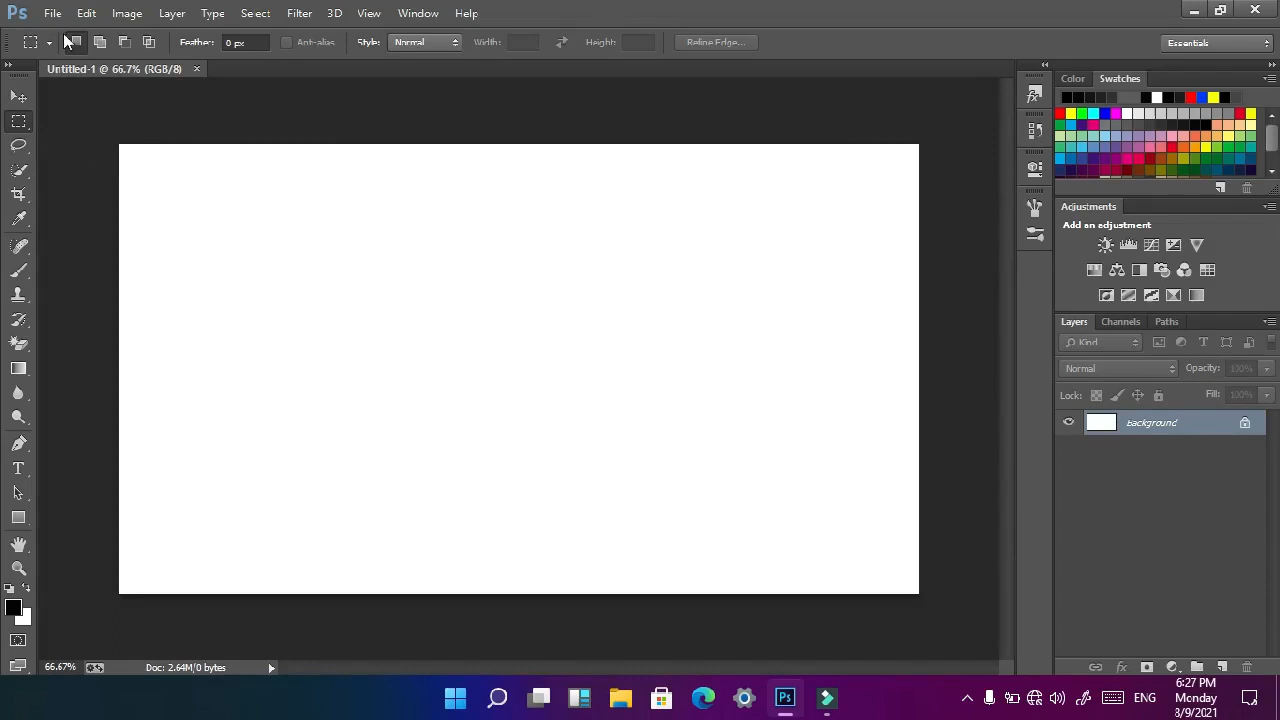 Ps File Edit Image Layer Type Select Filter 3D View Window Help
Feather: 0 px Anti-alias Style: Normal Width: Height: Refine Edge... Essentials
Untitled-1 @ 66.7% (RGB/8) ×
Color Swatches
Adjustments
Add an adjustment
Layers Channels Paths
Kind
Normal Opacity: 100%
Lock: Fill: 100%
Background
66.67% Doc: 2.64M/0 bytes
Ps ENG
6:27 PM
Monday
8/9/2021